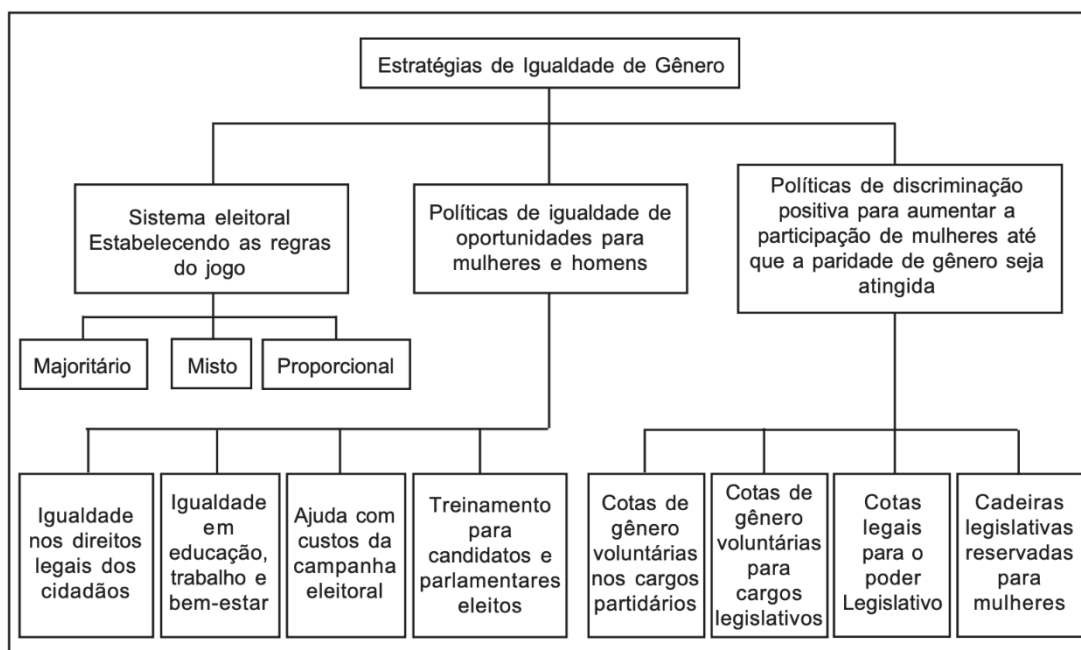 Estratégias de Igualdade de Gênero
Sistema eleitoral
Estabelecendo as regras
do jogo
Políticas de igualdade de
oportunidades para
mulheres e homens
Políticas de discriminação
positiva para aumentar a
participação de mulheres até
que a paridade de gênero seja
atingida
Majoritário
Misto
Proporcional
Igualdade
nos direitos
legais dos
cidadãos
Igualdade
em
educação,
trabalho e
bem-estar
Ajuda com
custos da
campanha
eleitoral
Treinamento
para
candidatos e
parlamentares
eleitos
Cotas de
gênero
voluntárias
nos cargos
partidários
Cotas de
gênero
voluntárias
para
cargos
legislativos
Cotas
legais
para o
poder
Legislativo
Cadeiras
legislativas
reservadas
para
mulheres